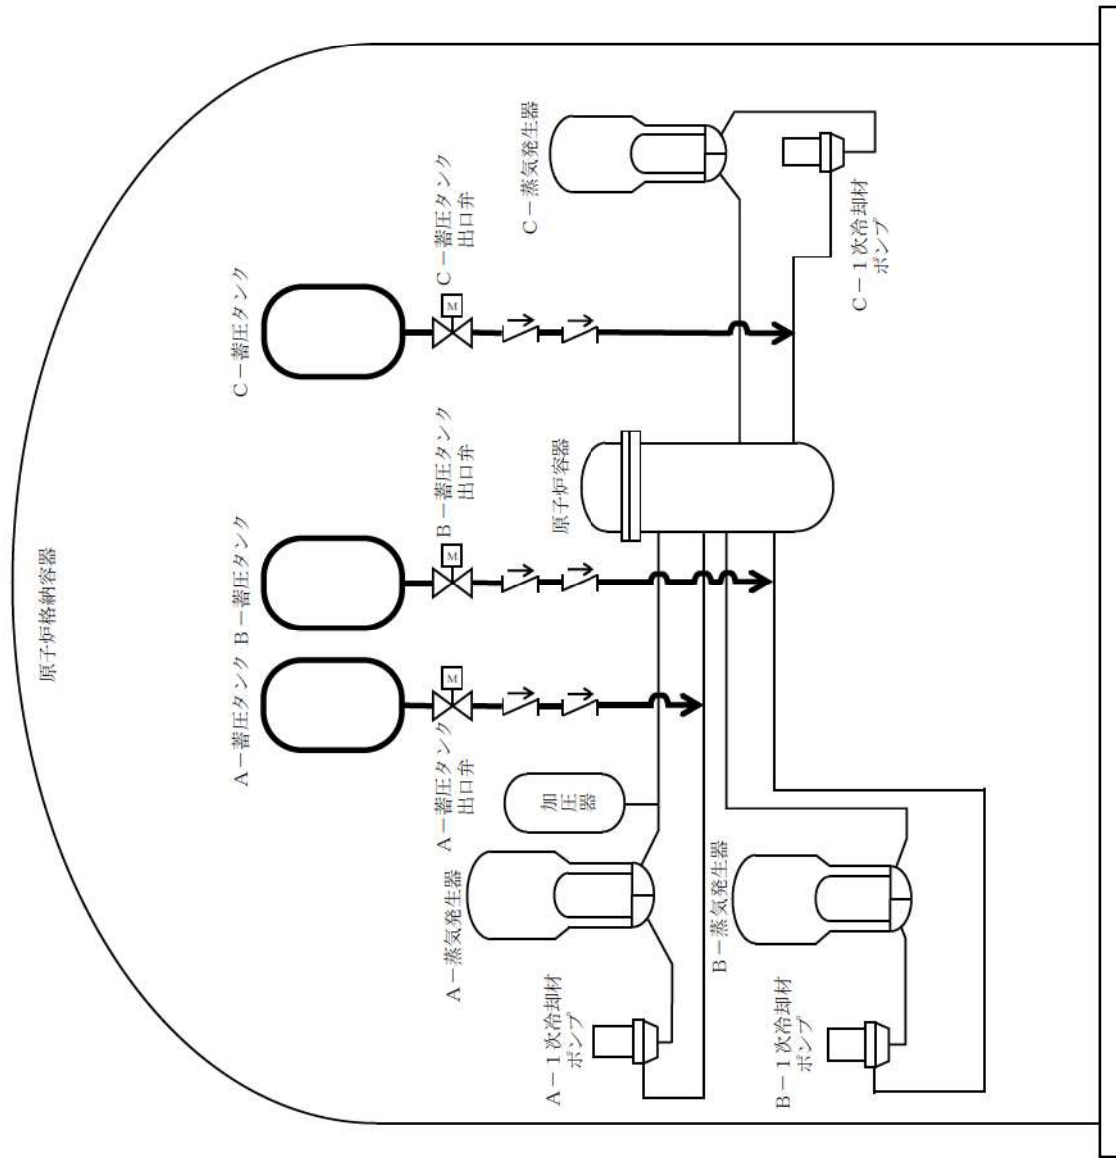 原子炉格納容器
A－蓄圧タンク
B－蓄圧タンク
C－蓄圧タンク
A－蓄圧タンク
出口弁
B－蓄圧タンク
出口弁
C－蓄圧タンク
出口弁
M
M
M
加圧器
A－蒸気発生器
B－蒸気発生器
C－蒸気発生器
原子炉容器
A－１次冷却材
ポンプ
B－１次冷却材
ポンプ
C－１次冷却材
ポンプ